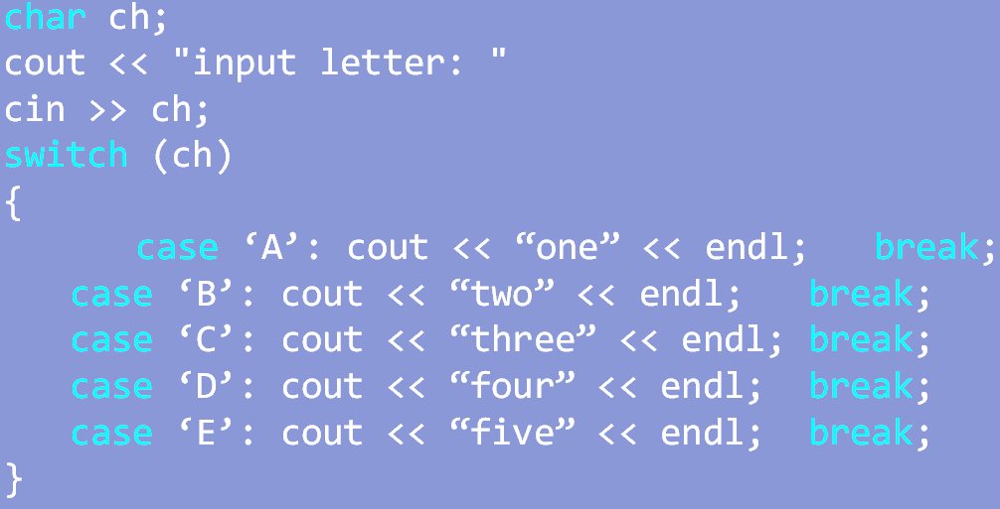 char ch;
cout << "input letter: "
cin >> ch;
switch (ch)
{
case ‘A’: cout << “one” << endl; break;
case ‘B’: cout << “two” << endl; break;
case ‘C’: cout << “three” << endl; break;
case ‘D’: cout << “four” << endl; break;
case ‘E’: cout << “five” << endl; break;
}